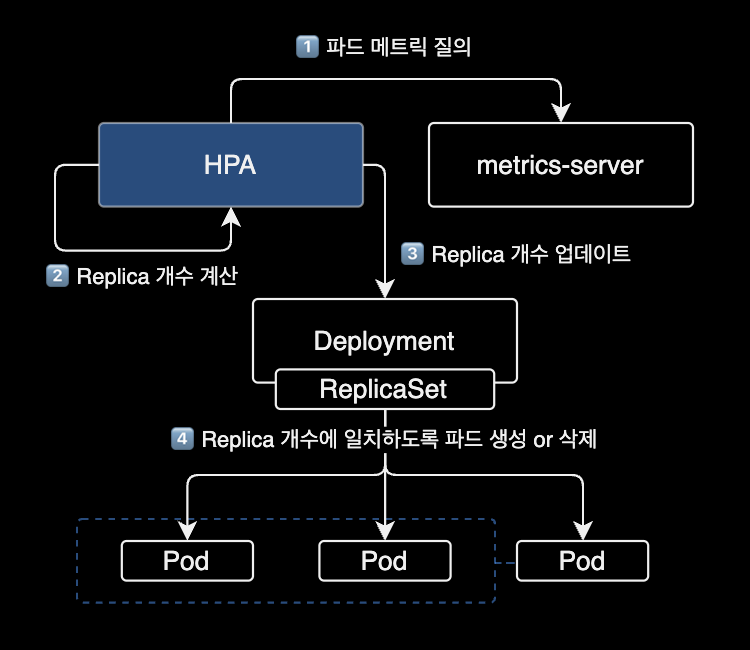 1 파드 메트릭 질의
HPA
metrics-server
2 Replica 개수 계산
3 Replica 개수 업데이트
Deployment
ReplicaSet
4 Replica 개수에 일치하도록 파드 생성 or 삭제
Pod
Pod
Pod